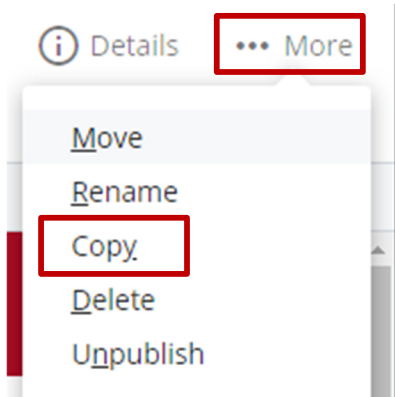 Details ••• More
Move
Rename
Copy
Delete
Unpublish